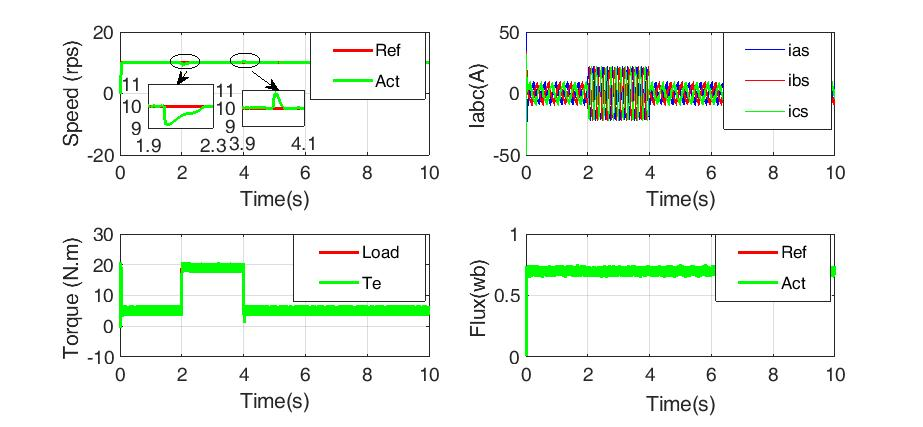 20
0
-20
Speed (rps)
Ref
Act
11
10
9
1.9
2.3
11
10
9
3.9
4.1
0 2 4 6 8 10
Time(s)
50
0
-50
Iabc(A)
ias
ibs
ics
0 2 4 6 8 10
Time(s)
30
20
10
0
-10
Torque (N.m)
Load
Te
0 2 4 6 8 10
Time(s)
1
0.5
0
Flux(wb)
Ref
Act
0 2 4 6 8 10
Time(s)